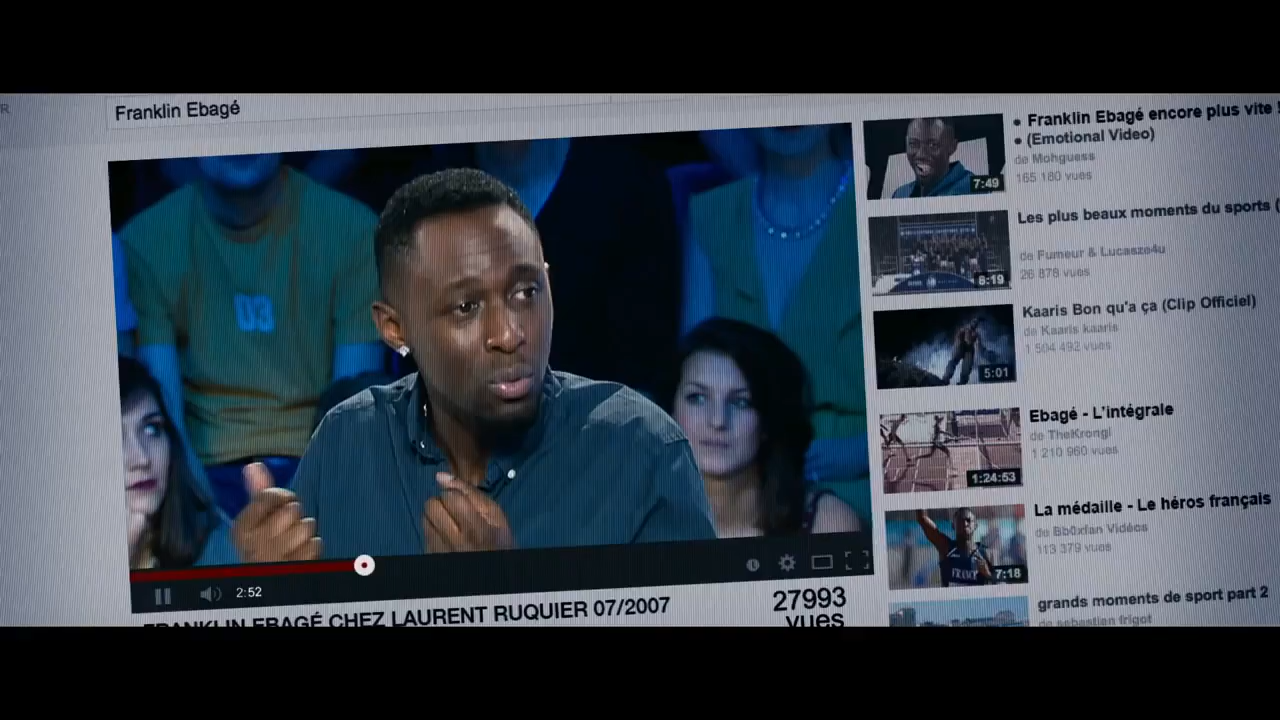 R.
Franklin Ebagé
03
2:52
FRANKLIN EBAGÉ CHEZ LAURENT RUQUIER 07/2007
27993
vues
7:49
• Franklin Ebagé encore plus vite !
• (Emotional Video)
de Mohguess
165 180 vues
8:19
Les plus beaux moments du sports (
de Fumeur & Lucasze4u
26 878 vues
5:01
Kaaris Bon qu'a ça (Clip Officiel)
de Kaaris kaaris
1 504 492 vues
1:24:53
Ebagé - L'intégrale
de TheKrongi
1 210 960 vues
FRANCE
7:18
La médaille - Le héros français
de Bb0xfan Vidéos
113 379 vues
grands moments de sport part 2
de sebastien frigot